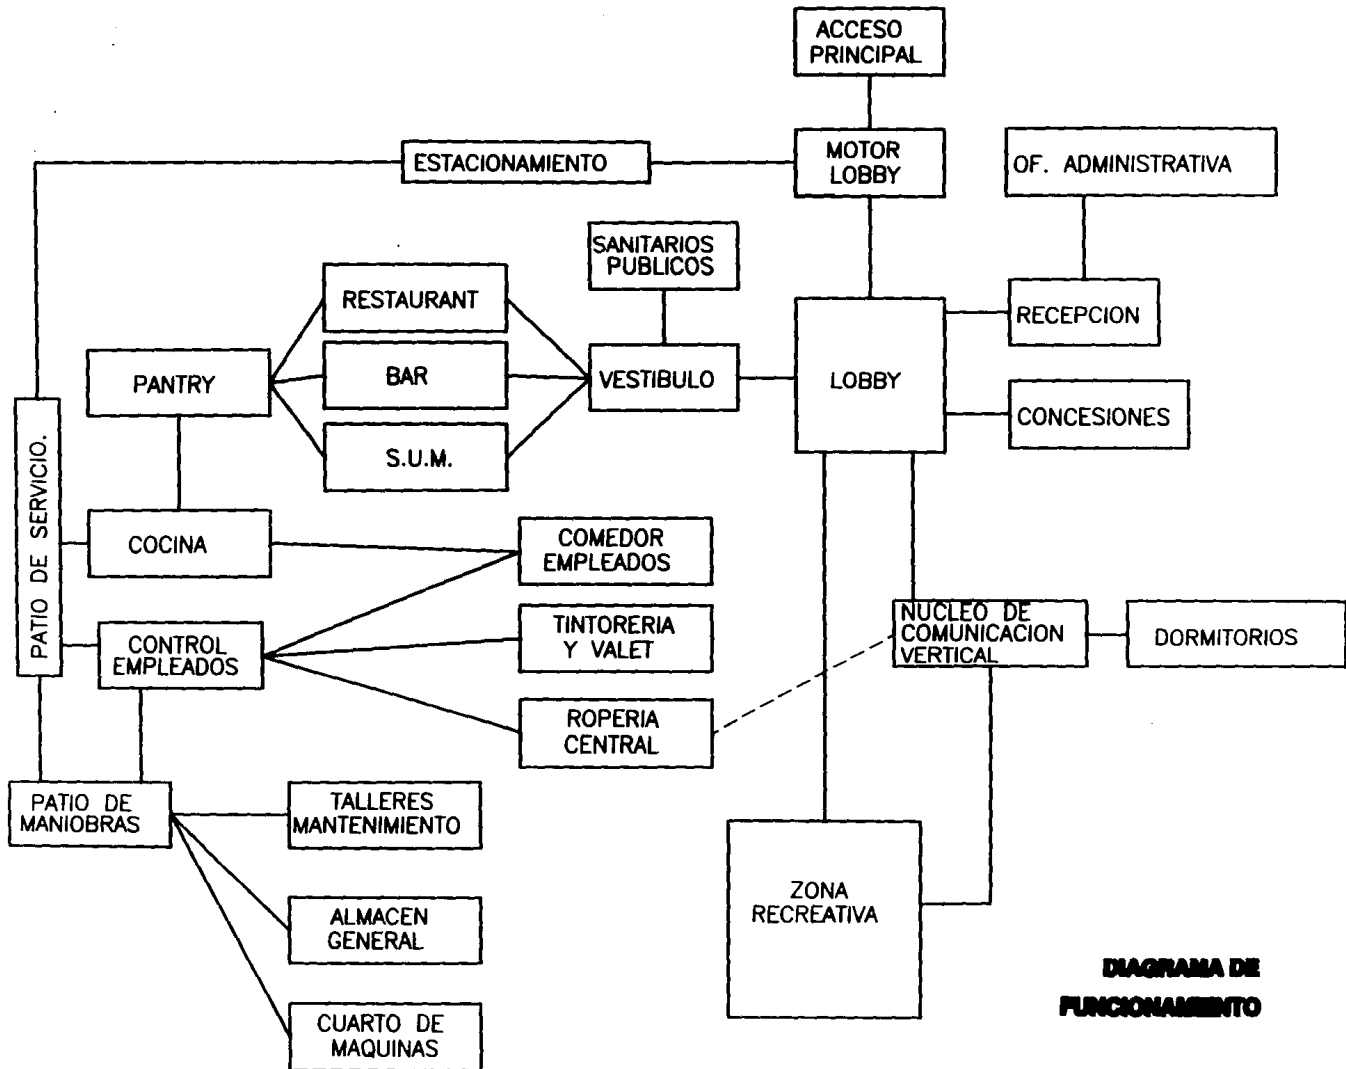 ACCESO
PRINCIPAL
ESTACIONAMIENTO
MOTOR
LOBBY
OF. ADMINISTRATIVA
SANITARIOS
PUBLICOS
RESTAURANT
RECEPCION
PANTRY
BAR
VESTIBULO
LOBBY
CONCESIONES
S.U.M.
PATIO DE SERVICIO.
COCINA
COMEDOR
EMPLEADOS
CONTROL
EMPLEADOS
TINTORERIA
Y VALET
NUCLEO DE
COMUNICACION
VERTICAL
DORMITORIOS
ROPERIA
CENTRAL
PATIO DE
MANIOBRAS
TALLERES
MANTENIMIENTO
ZONA
RECREATIVA
ALMACEN
GENERAL
CUARTO DE
MAQUINAS
DIAGRAMA DE
FUNCIONAMIENTO